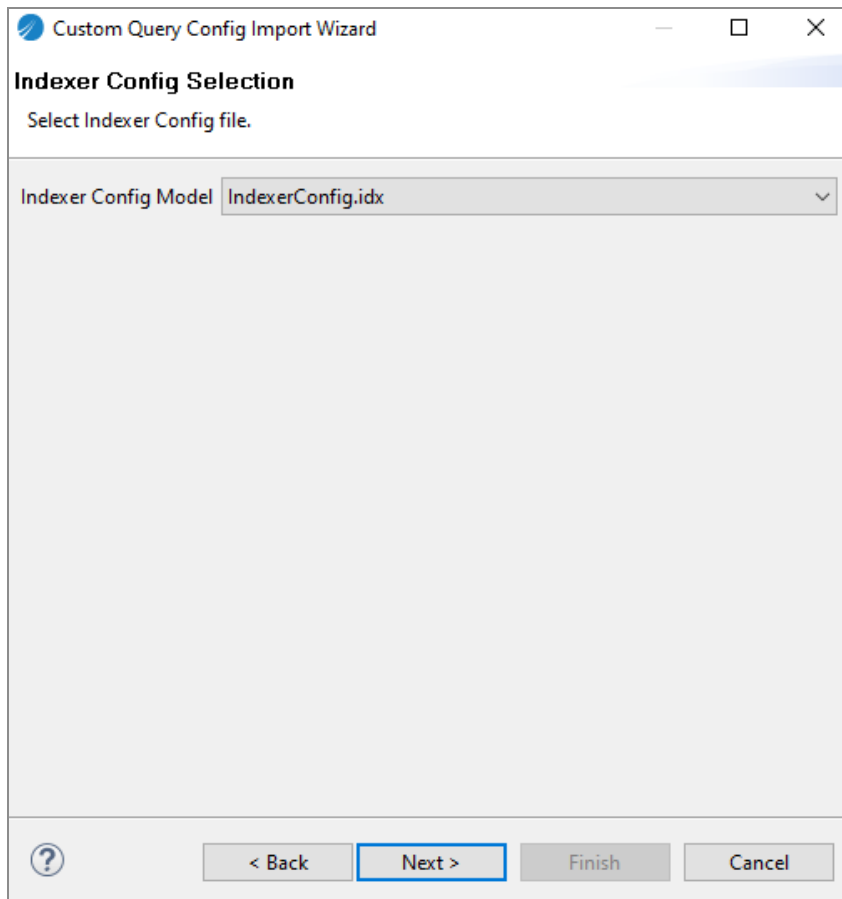 Custom Query Config Import Wizard
Indexer Config Selection
Select Indexer Config file.
Indexer Config Model IndexerConfig.idx
? < Back Next > Finish Cancel